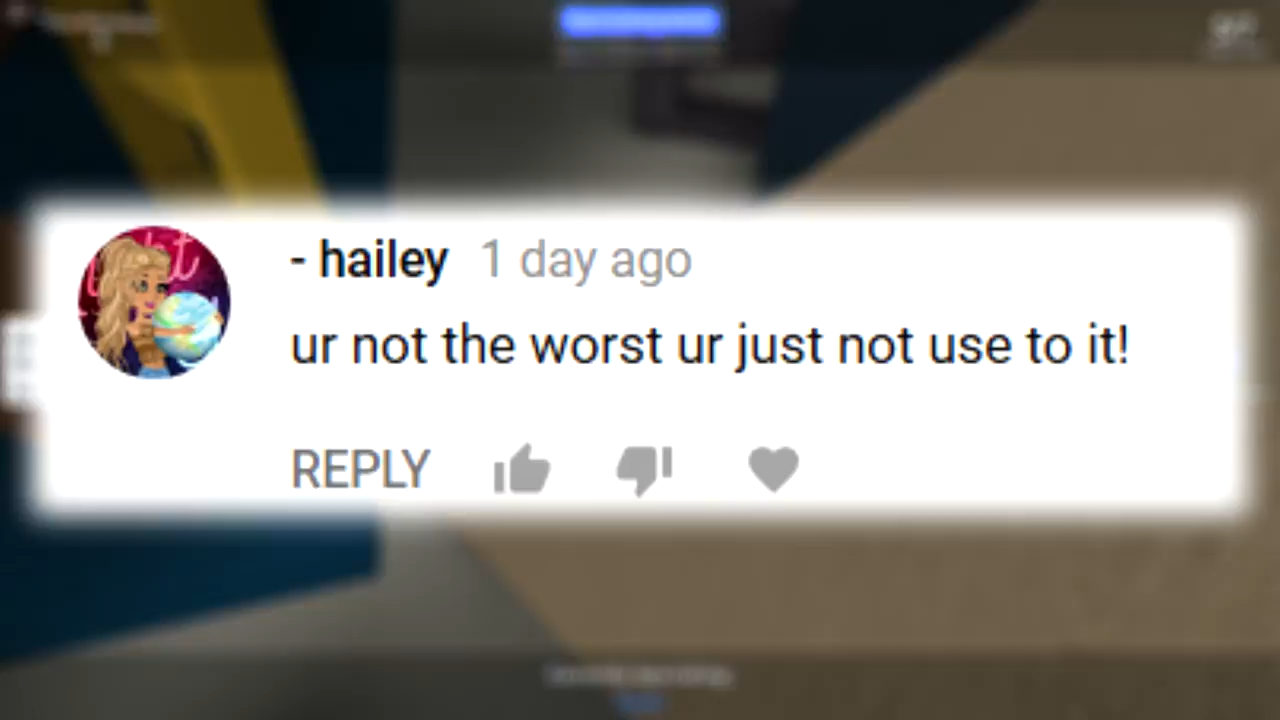 - hailey 1 day ago
ur not the worst ur just not use to it!
REPLY